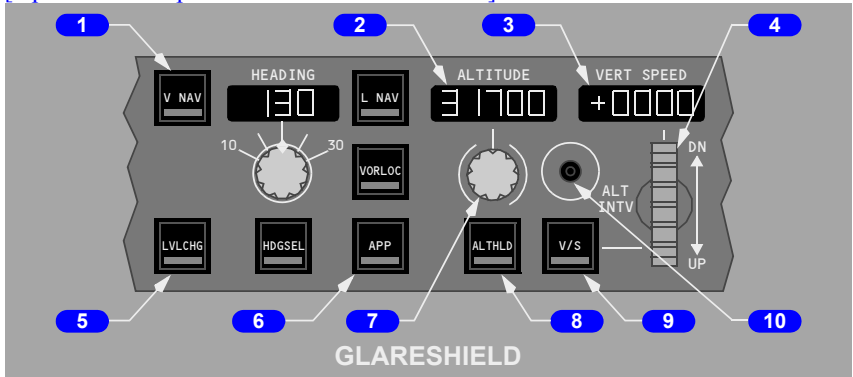 1 2 3 4
HEADING ALTITUDE VERT SPEED
V NAV 130 L NAV 31700 +0000
10 30 DN
VORLOC
ALT
INTV
LVLCHG HDGSEL APP ALTHLD V/S
UP
5 6 7 8 9 10
GLARESHIELD